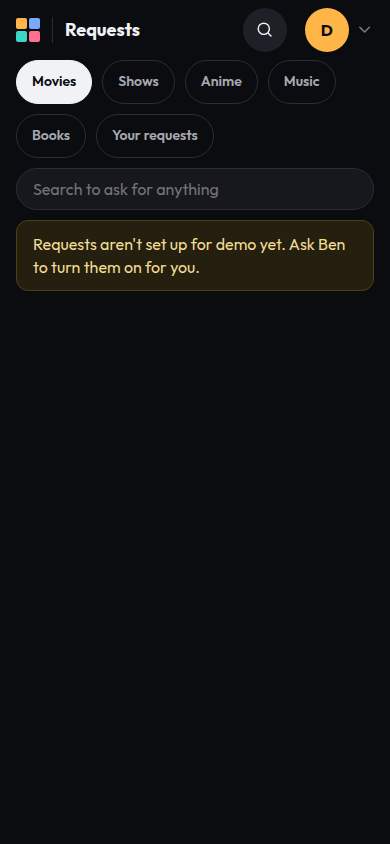 Requests
D
Movies
Shows
Anime
Music
Books
Your requests
Search to ask for anything
Requests aren't set up for demo yet. Ask Ben
to turn them on for you.